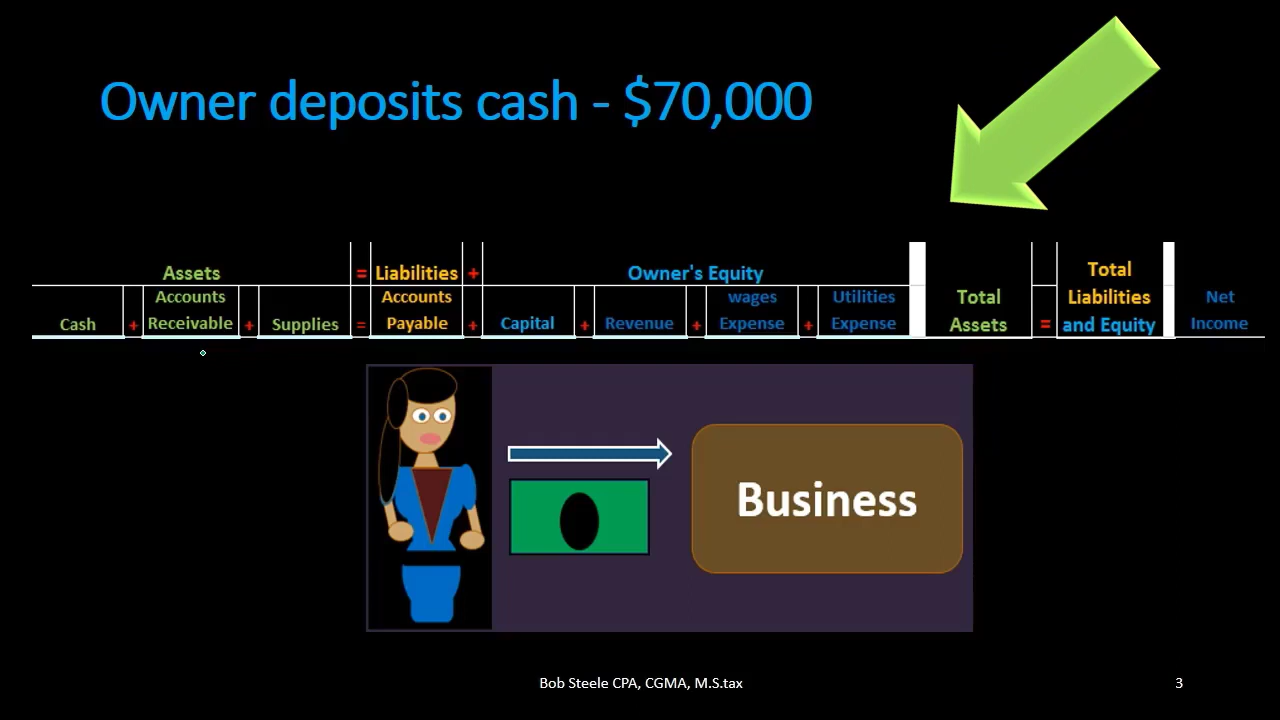 Owner deposits cash - $70,000
Assets = Liabilities + Owner's Equity
Cash + Accounts Receivable + Supplies = Accounts Payable + Capital + Revenue + wages Expense + Utilities Expense
Total Assets = Total Liabilities and Equity
Net Income
Business
Bob Steele CPA, CGMA, M.S.tax
3